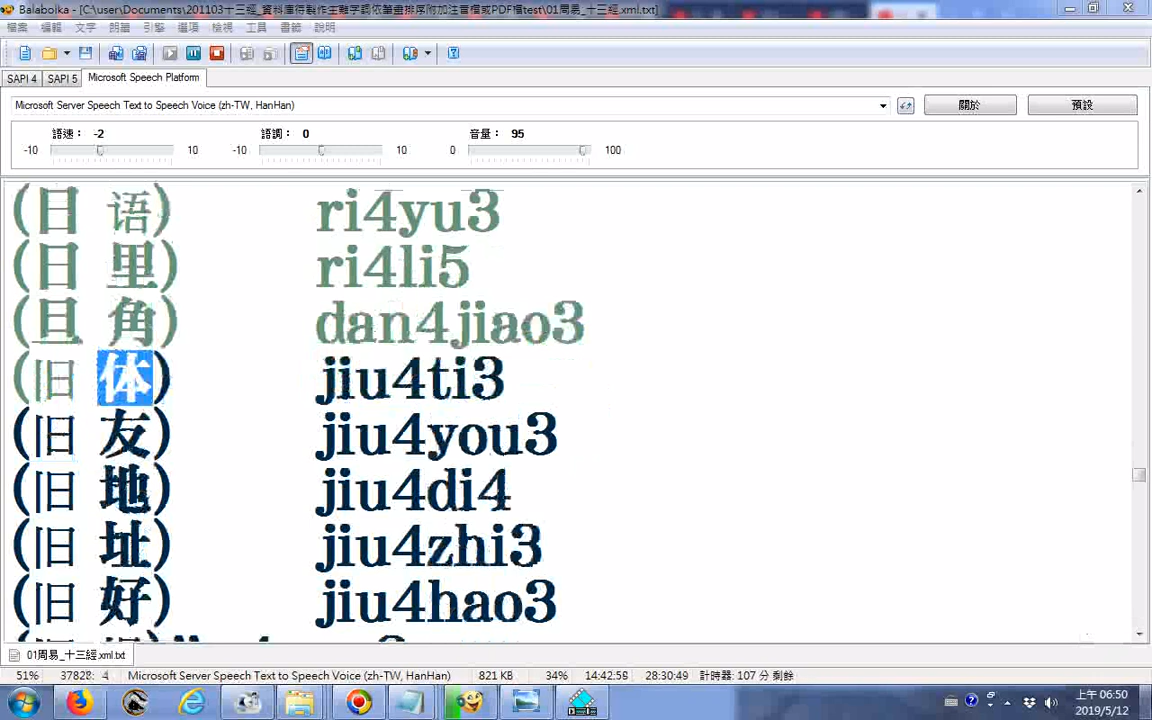 Balabolka - [C:\user\Documents\201103十三經_資料庫待製作生難字詞依筆畫排序附加注音檔或PDF檔test\01周易_十三經.xml.txt]
檔案 編輯 文字 朗讀 引擎 選項 檢視 工具 書籤 說明
SAPI 4 SAPI 5 Microsoft Speech Platform
Microsoft Server Speech Text to Speech Voice (zh-TW, HanHan) 關於 預設
語速： -2 語調： 0 音量： 95
-10 10 -10 10 0 100
(日 语) ri4yu3
(日 里) ri4li5
(旦 角) dan4jiao3
(旧 体) jiu4ti3
(旧 友) jiu4you3
(旧 地) jiu4di4
(旧 址) jiu4zhi3
(旧 好) jiu4hao3
01周易_十三經.xml.txt
51% 37828: 4 Microsoft Server Speech Text to Speech Voice (zh-TW, HanHan) 821 KB 34% 14:42:58 28:30:49 計時器: 107 分 剩餘
上午 06:50
2019/5/12